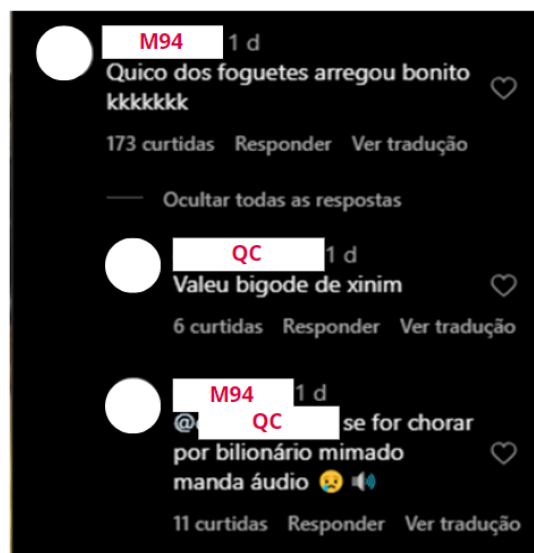 M94 1 d
Quico dos foguetes arregou bonito
kkkkkkk
173 curtidas Responder Ver tradução
Ocultar todas as respostas
QC 1 d
Valeu bigode de xinim
6 curtidas Responder Ver tradução
M94 1 d
@ QC se for chorar
por bilionário mimado
manda áudio 😢 🔊
11 curtidas Responder Ver tradução